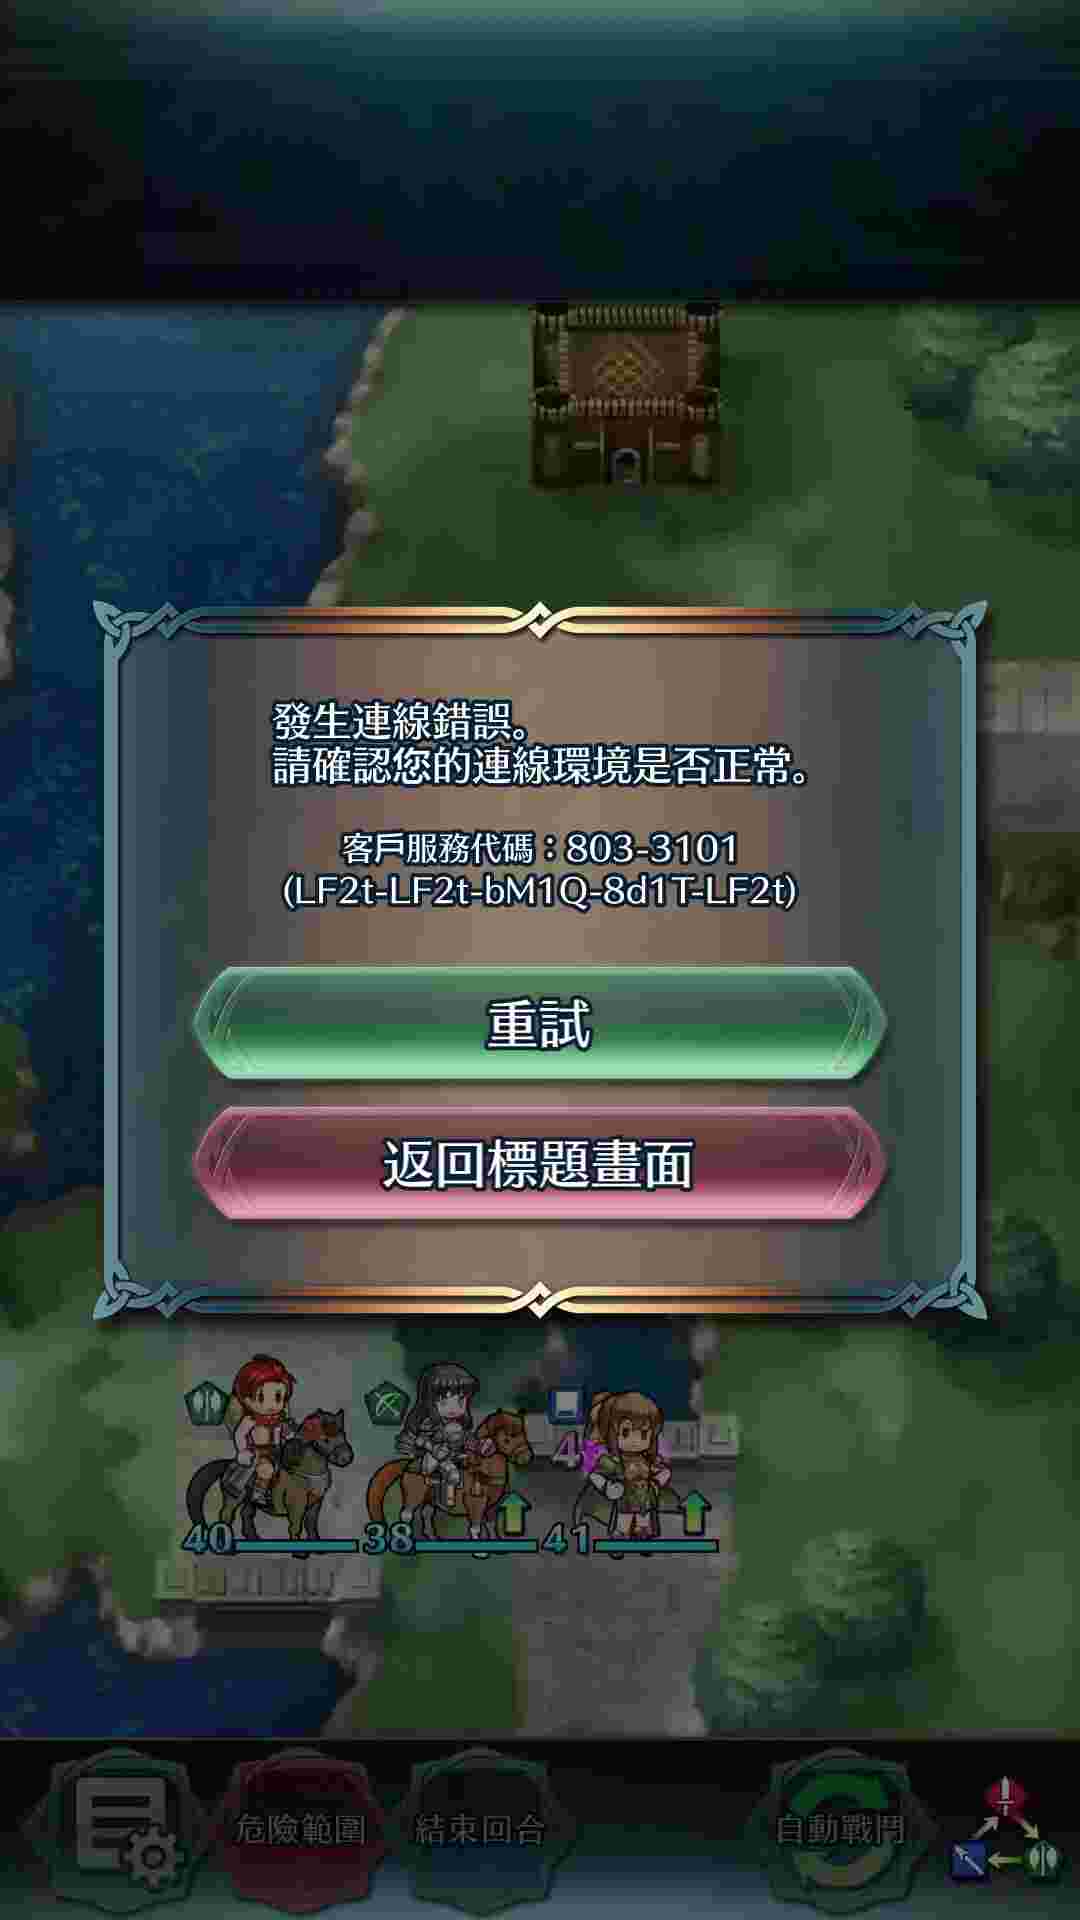 發生連線錯誤。
請確認您的連線環境是否正常。
客戶服務代碼：803-3101
(LF2t-LF2t-bM1Q-8d1T-LF2t)
重試
返回標題畫面
4
40
38
41
危險範圍
結束回合
自動戰鬥